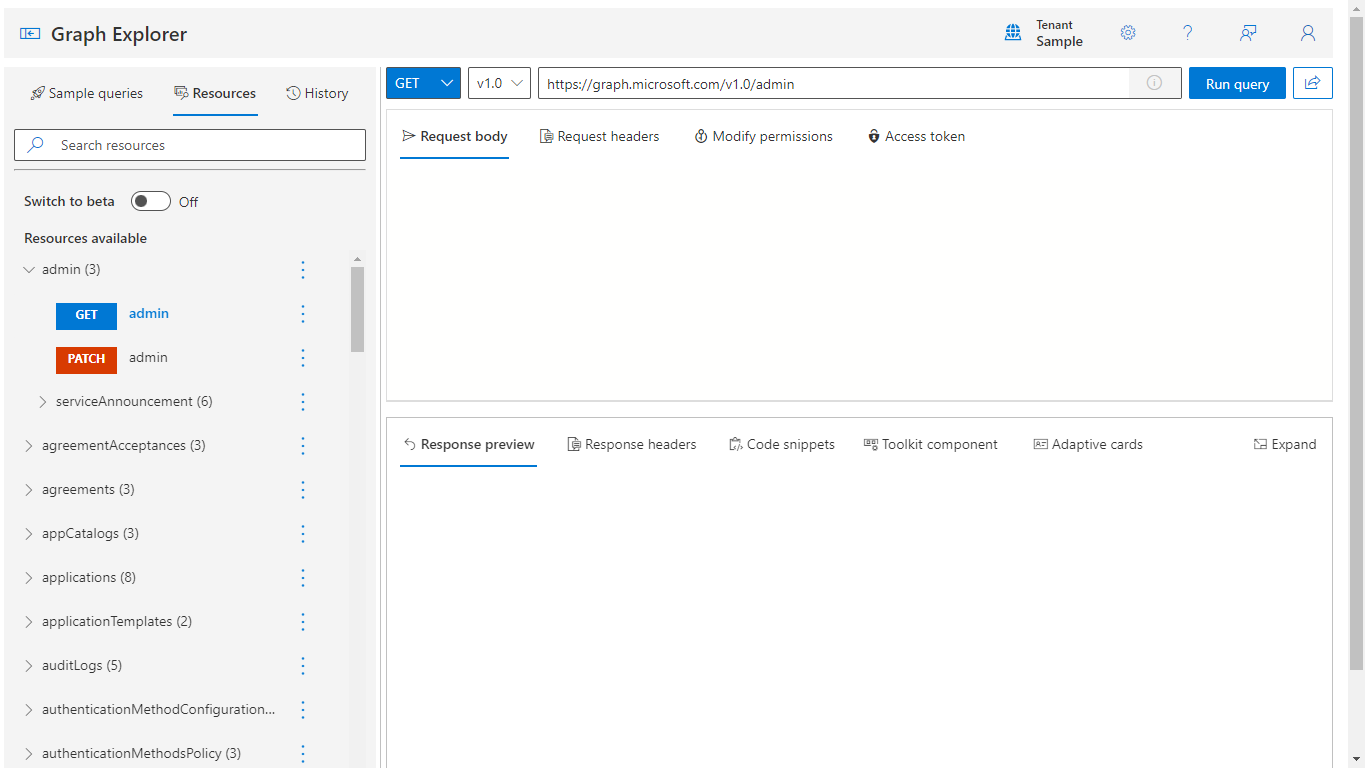 Graph Explorer
Tenant
Sample
Sample queries
Resources
History
Search resources
Switch to beta
Off
Resources available
admin (3)
GET
admin
PATCH
admin
serviceAnnouncement (6)
agreementAcceptances (3)
agreements (3)
appCatalogs (3)
applications (8)
applicationTemplates (2)
auditLogs (5)
authenticationMethodConfiguration...
authenticationMethodsPolicy (3)
GET
v1.0
https://graph.microsoft.com/v1.0/admin
Run query
Request body
Request headers
Modify permissions
Access token
Response preview
Response headers
Code snippets
Toolkit component
Adaptive cards
Expand